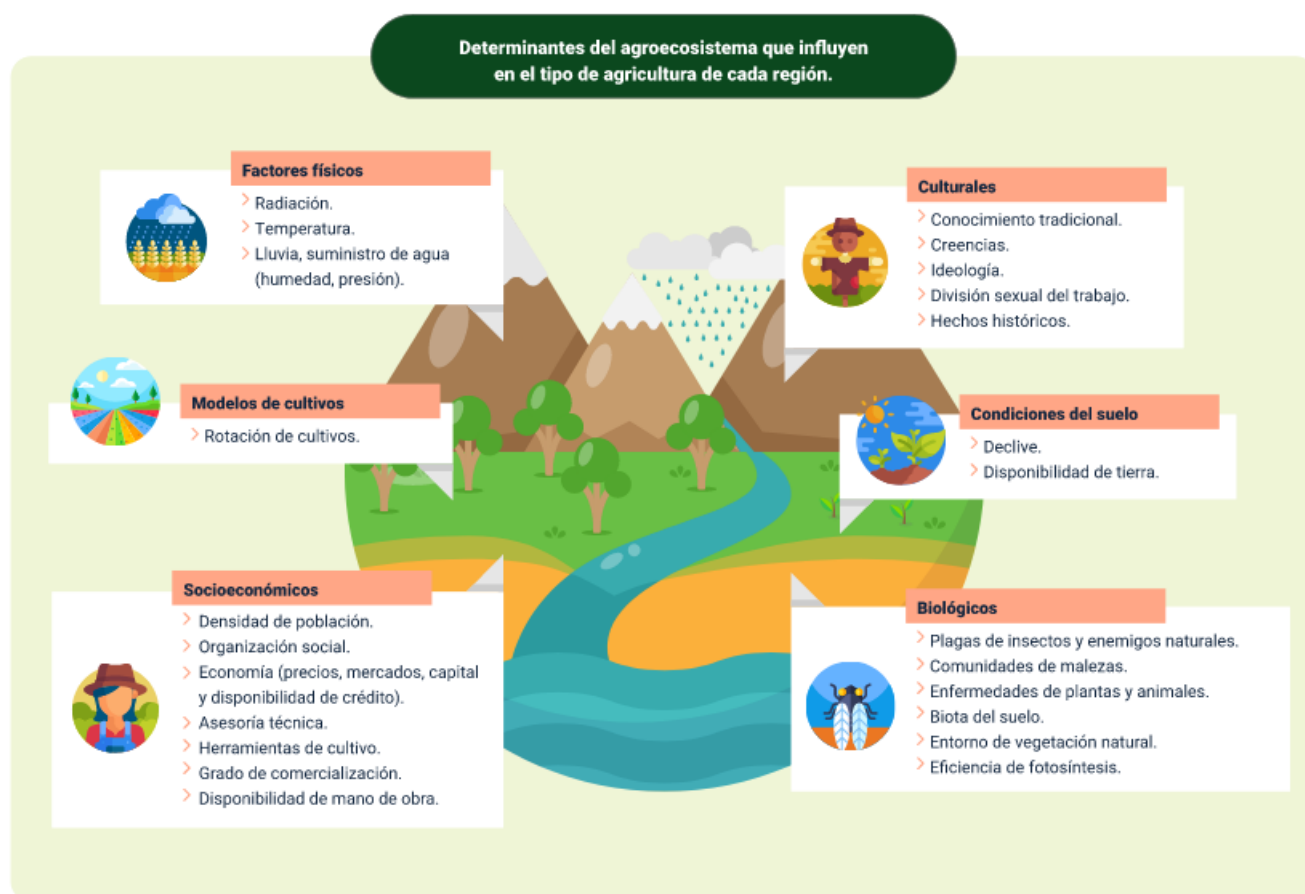 Determinantes del agroecosistema que influyen
en el tipo de agricultura de cada región.
Factores físicos
Radiación.
Temperatura.
Lluvia, suministro de agua
(humedad, presión).
Modelos de cultivos
Rotación de cultivos.
Socioeconómicos
Densidad de población.
Organización social.
Economía (precios, mercados, capital
y disponibilidad de crédito).
Asesoría técnica.
Herramientas de cultivo.
Grado de comercialización.
Disponibilidad de mano de obra.
Culturales
Conocimiento tradicional.
Creencias.
Ideología.
División sexual del trabajo.
Hechos históricos.
Condiciones del suelo
Declive.
Disponibilidad de tierra.
Biológicos
Plagas de insectos y enemigos naturales.
Comunidades de malezas.
Enfermedades de plantas y animales.
Biota del suelo.
Entorno de vegetación natural.
Eficiencia de fotosíntesis.